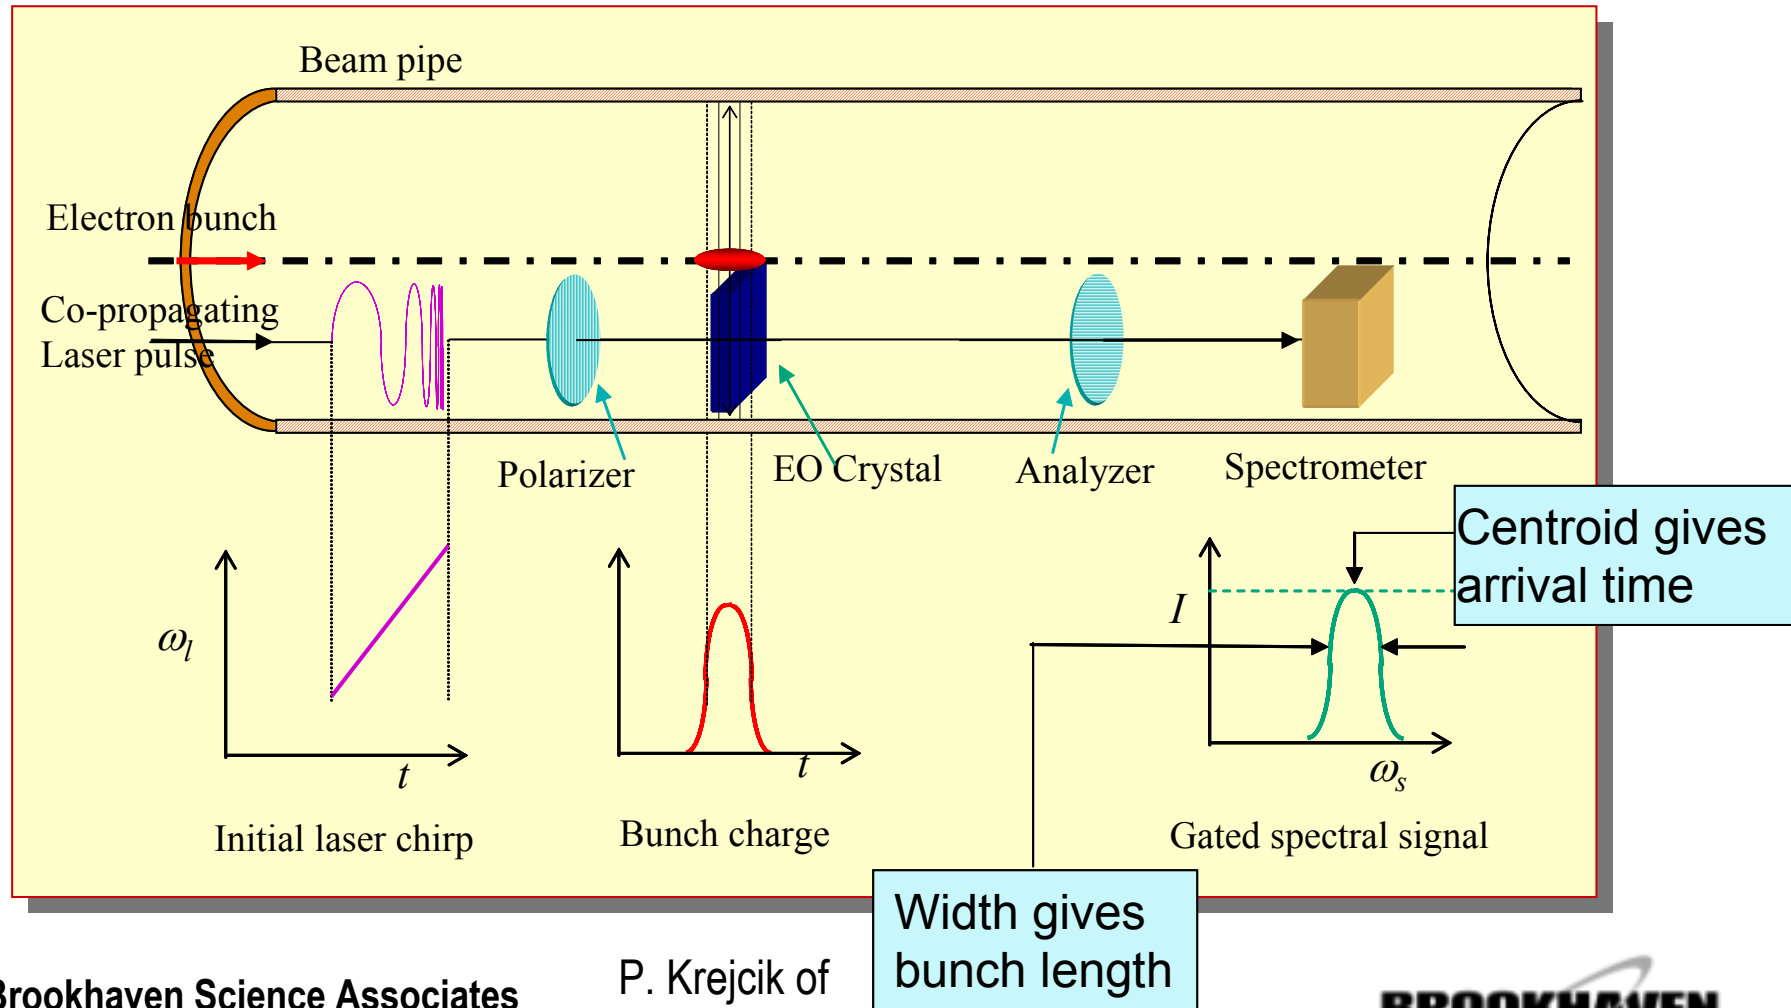 Beam pipe
Electron bunch
Co-propagating
Laser pulse
Polarizer
EO Crystal
Analyzer
Spectrometer
Centroid gives
arrival time
ωl
t
Initial laser chirp
t
Bunch charge
I
ωs
Gated spectral signal
Width gives
bunch length
P. Krejcik of
Brookhaven Science Associates
BROOKHAVEN